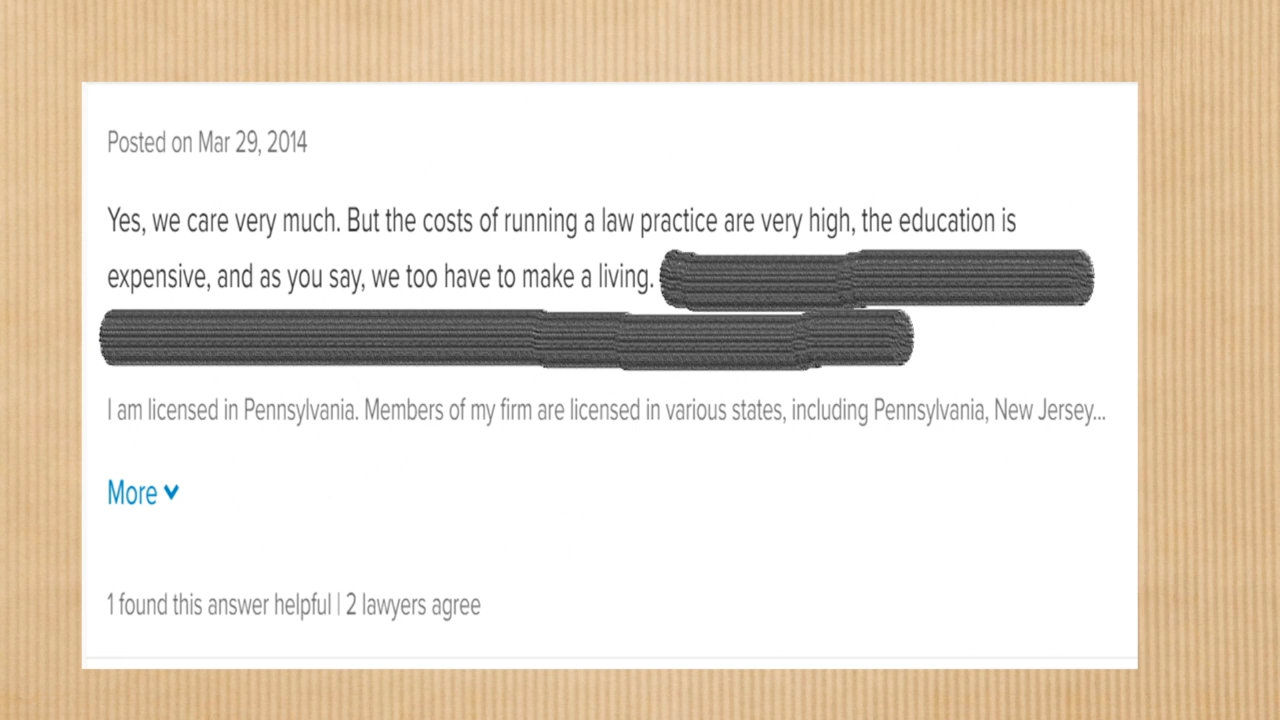 Posted on Mar 29, 2014
Yes, we care very much. But the costs of running a law practice are very high, the education is
expensive, and as you say, we too have to make a living.
I am licensed in Pennsylvania. Members of my firm are licensed in various states, including Pennsylvania, New Jersey...
More
1 found this answer helpful | 2 lawyers agree